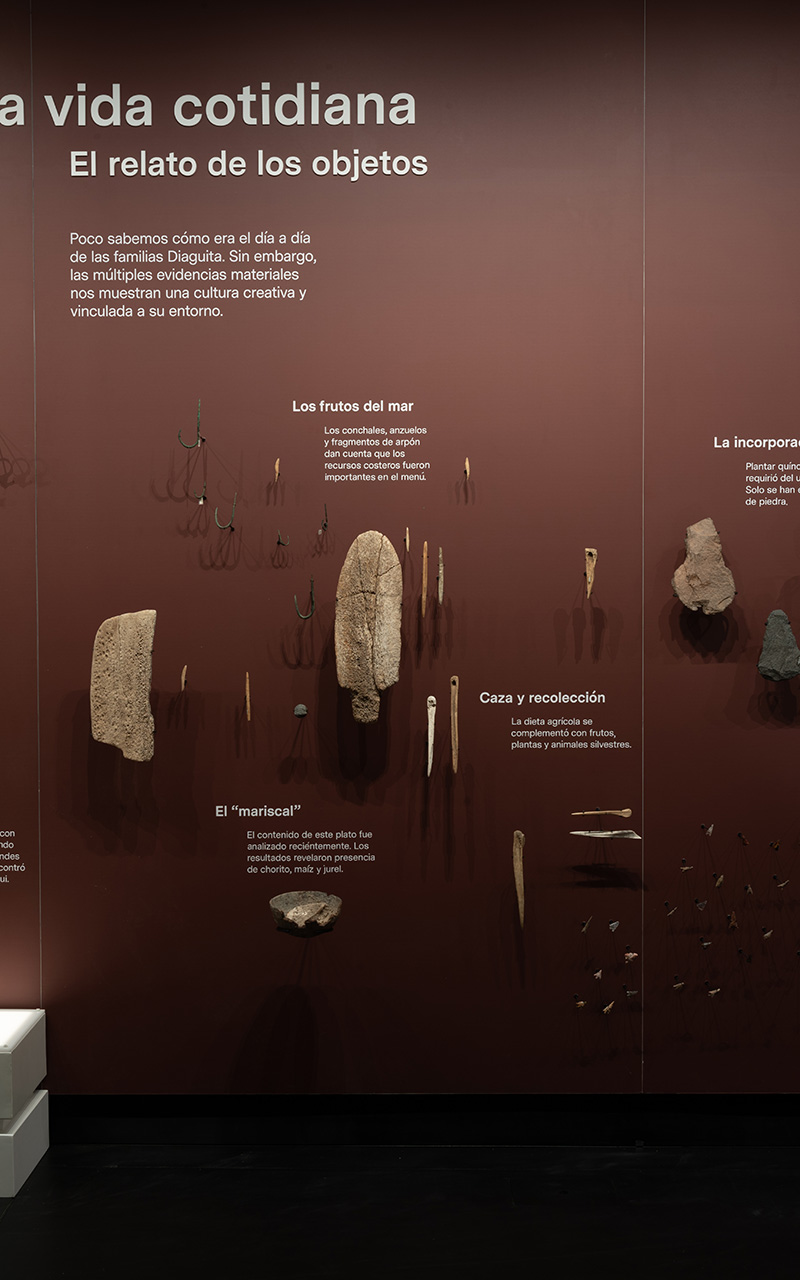 a vida cotidiana
El relato de los objetos
Poco sabemos cómo era el día a día
de las familias Diaguita. Sin embargo,
las múltiples evidencias materiales
nos muestran una cultura creativa y
vinculada a su entorno.
Los frutos del mar
Los conchales, anzuelos
y fragmentos de arpón
dan cuenta que los
recursos costeros fueron
importantes en el menú.
La incorpora
Plantar
requirió del
Solo se han
de piedra.
Caza y recolección
La dieta agrícola se
complementó con frutos,
plantas y animales silvestres.
El “mariscal”
El contenido de este plato fue
analizado reciéntemente. Los
resultados revelaron presencia
de chorito, maíz y jurel.
con
ndo
ndes
contró
ui.